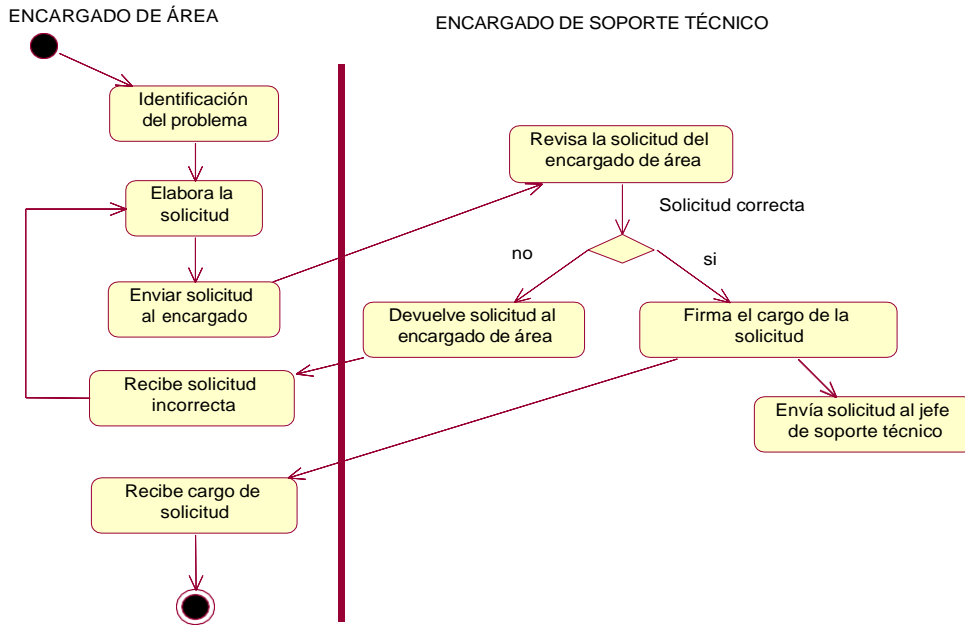 ENCARGADO DE ÁREA
ENCARGADO DE SOPORTE TÉCNICO
Identificación
del problema
Revisa la solicitud del
encargado de área
Elabora la
solicitud
Solicitud correcta
no
si
Enviar solicitud
al encargado
Devuelve solicitud al
encargado de área
Firma el cargo de la
solicitud
Recibe solicitud
incorrecta
Envía solicitud al jefe
de soporte técnico
Recibe cargo de
solicitud